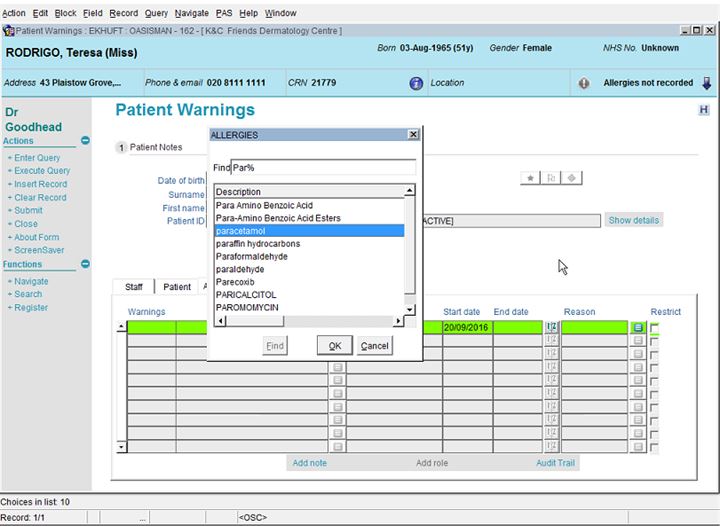 Action Edit Block Field Record Query Navigate PAS Help Window
Patient Warnings : EKHUFT : OASISMAN - 162 - [ K&C Friends Dermatology Centre ]
RODRIGO, Teresa (Miss) Born 03-Aug-1965 (51y) Gender Female NHS No. Unknown
Address 43 Plaistow Grove,... Phone & email 020 8111 1111 CRN 21779 Location Allergies not recorded
Dr
Goodhead
Actions
+ Enter Query
+ Execute Query
+ Insert Record
+ Clear Record
+ Submit
+ Close
+ About Form
+ ScreenSaver
Functions
+ Navigate
+ Search
+ Register
Patient Warnings H
1 Patient Notes
Date of birth
Surname
First name
Patient ID ACTIVE] Show details
ALLERGIES
Find Par%
Description
Para Amino Benzoic Acid
Para-Amino Benzoic Acid Esters
paracetamol
paraffin hydrocarbons
Paraformaldehyde
paraldehyde
Parecoxib
PARICALCITOL
PAROMOMYCIN
Find OK Cancel
Staff Patient A
Warnings Start date End date Reason Restrict
20/09/2016
Add note Add role Audit Trail
Choices in list: 10
Record: 1/1 ... <OSC>